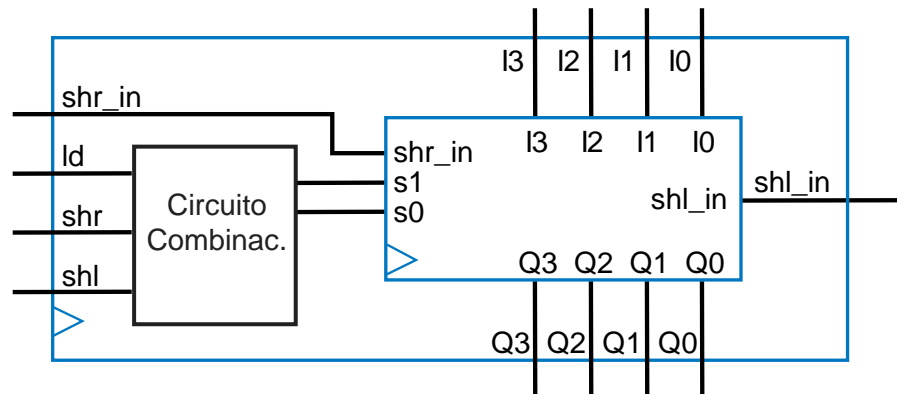 I3 I2 I1 I0
shr_in
ld
shr
shl
Circuito
Combinac.
I3 I2 I1 I0
shr_in
s1
s0
shl_in
shl_in
Q3 Q2 Q1 Q0
Q3 Q2 Q1 Q0